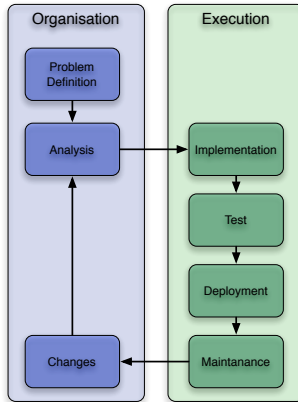 Organisation
Execution
Problem
Definition
Analysis
Implementation
Test
Deployment
Changes
Maintanance